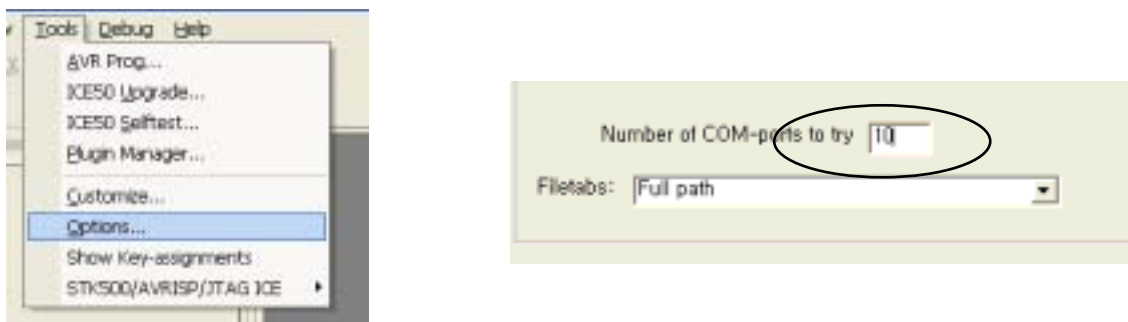 Tools Debug Help
AVR Prog...
ICE50 Upgrade...
ICE50 Selftest...
Plugin Manager...
Customize...
Options...
Show Key-assignments
STK500/AVRISP/JTAG ICE
Number of COM-ports to try 10
Filetabs: Full path